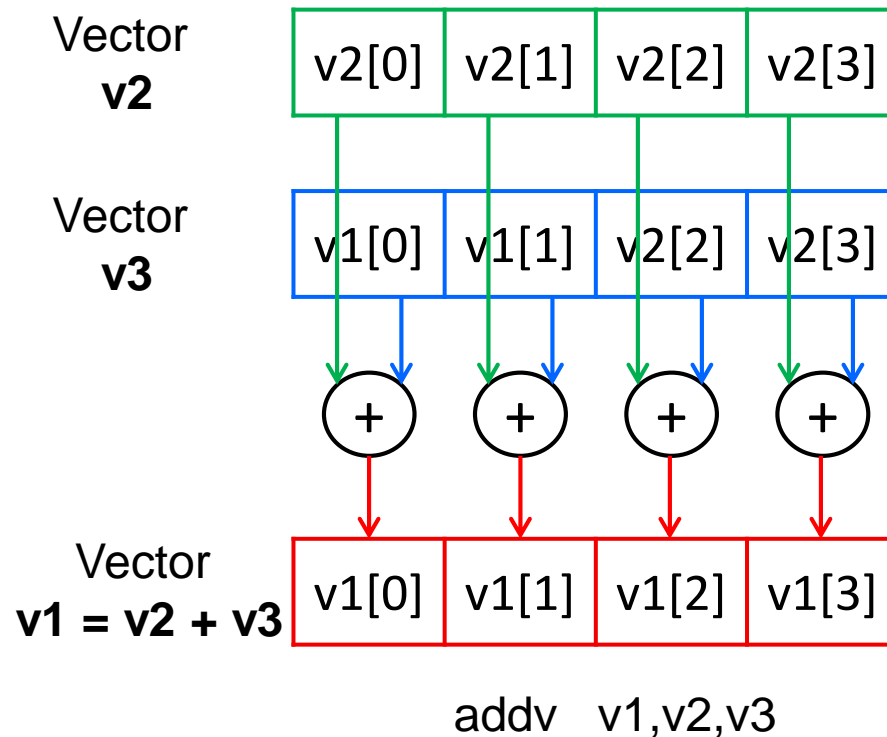 Vector
v2
v2[0] v2[1] v2[2] v2[3]
Vector
v3
v1[0] v1[1] v2[2] v2[3]
+ + + +
Vector
v1 = v2 + v3
v1[0] v1[1] v1[2] v1[3]
addv v1,v2,v3